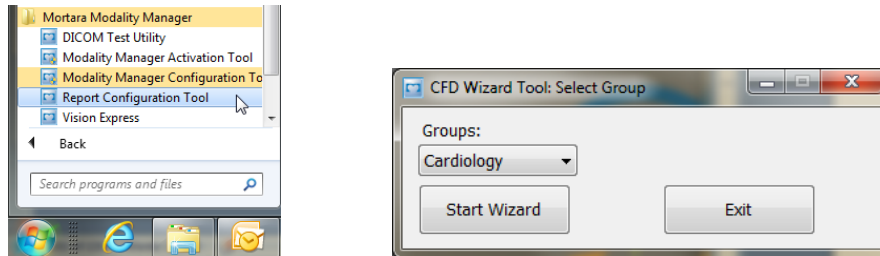 Mortara Modality Manager
DICOM Test Utility
Modality Manager Activation Tool
Modality Manager Configuration To
Report Configuration Tool
Vision Express
Back
Search programs and files
CFD Wizard Tool: Select Group
Groups:
Cardiology
Start Wizard
Exit